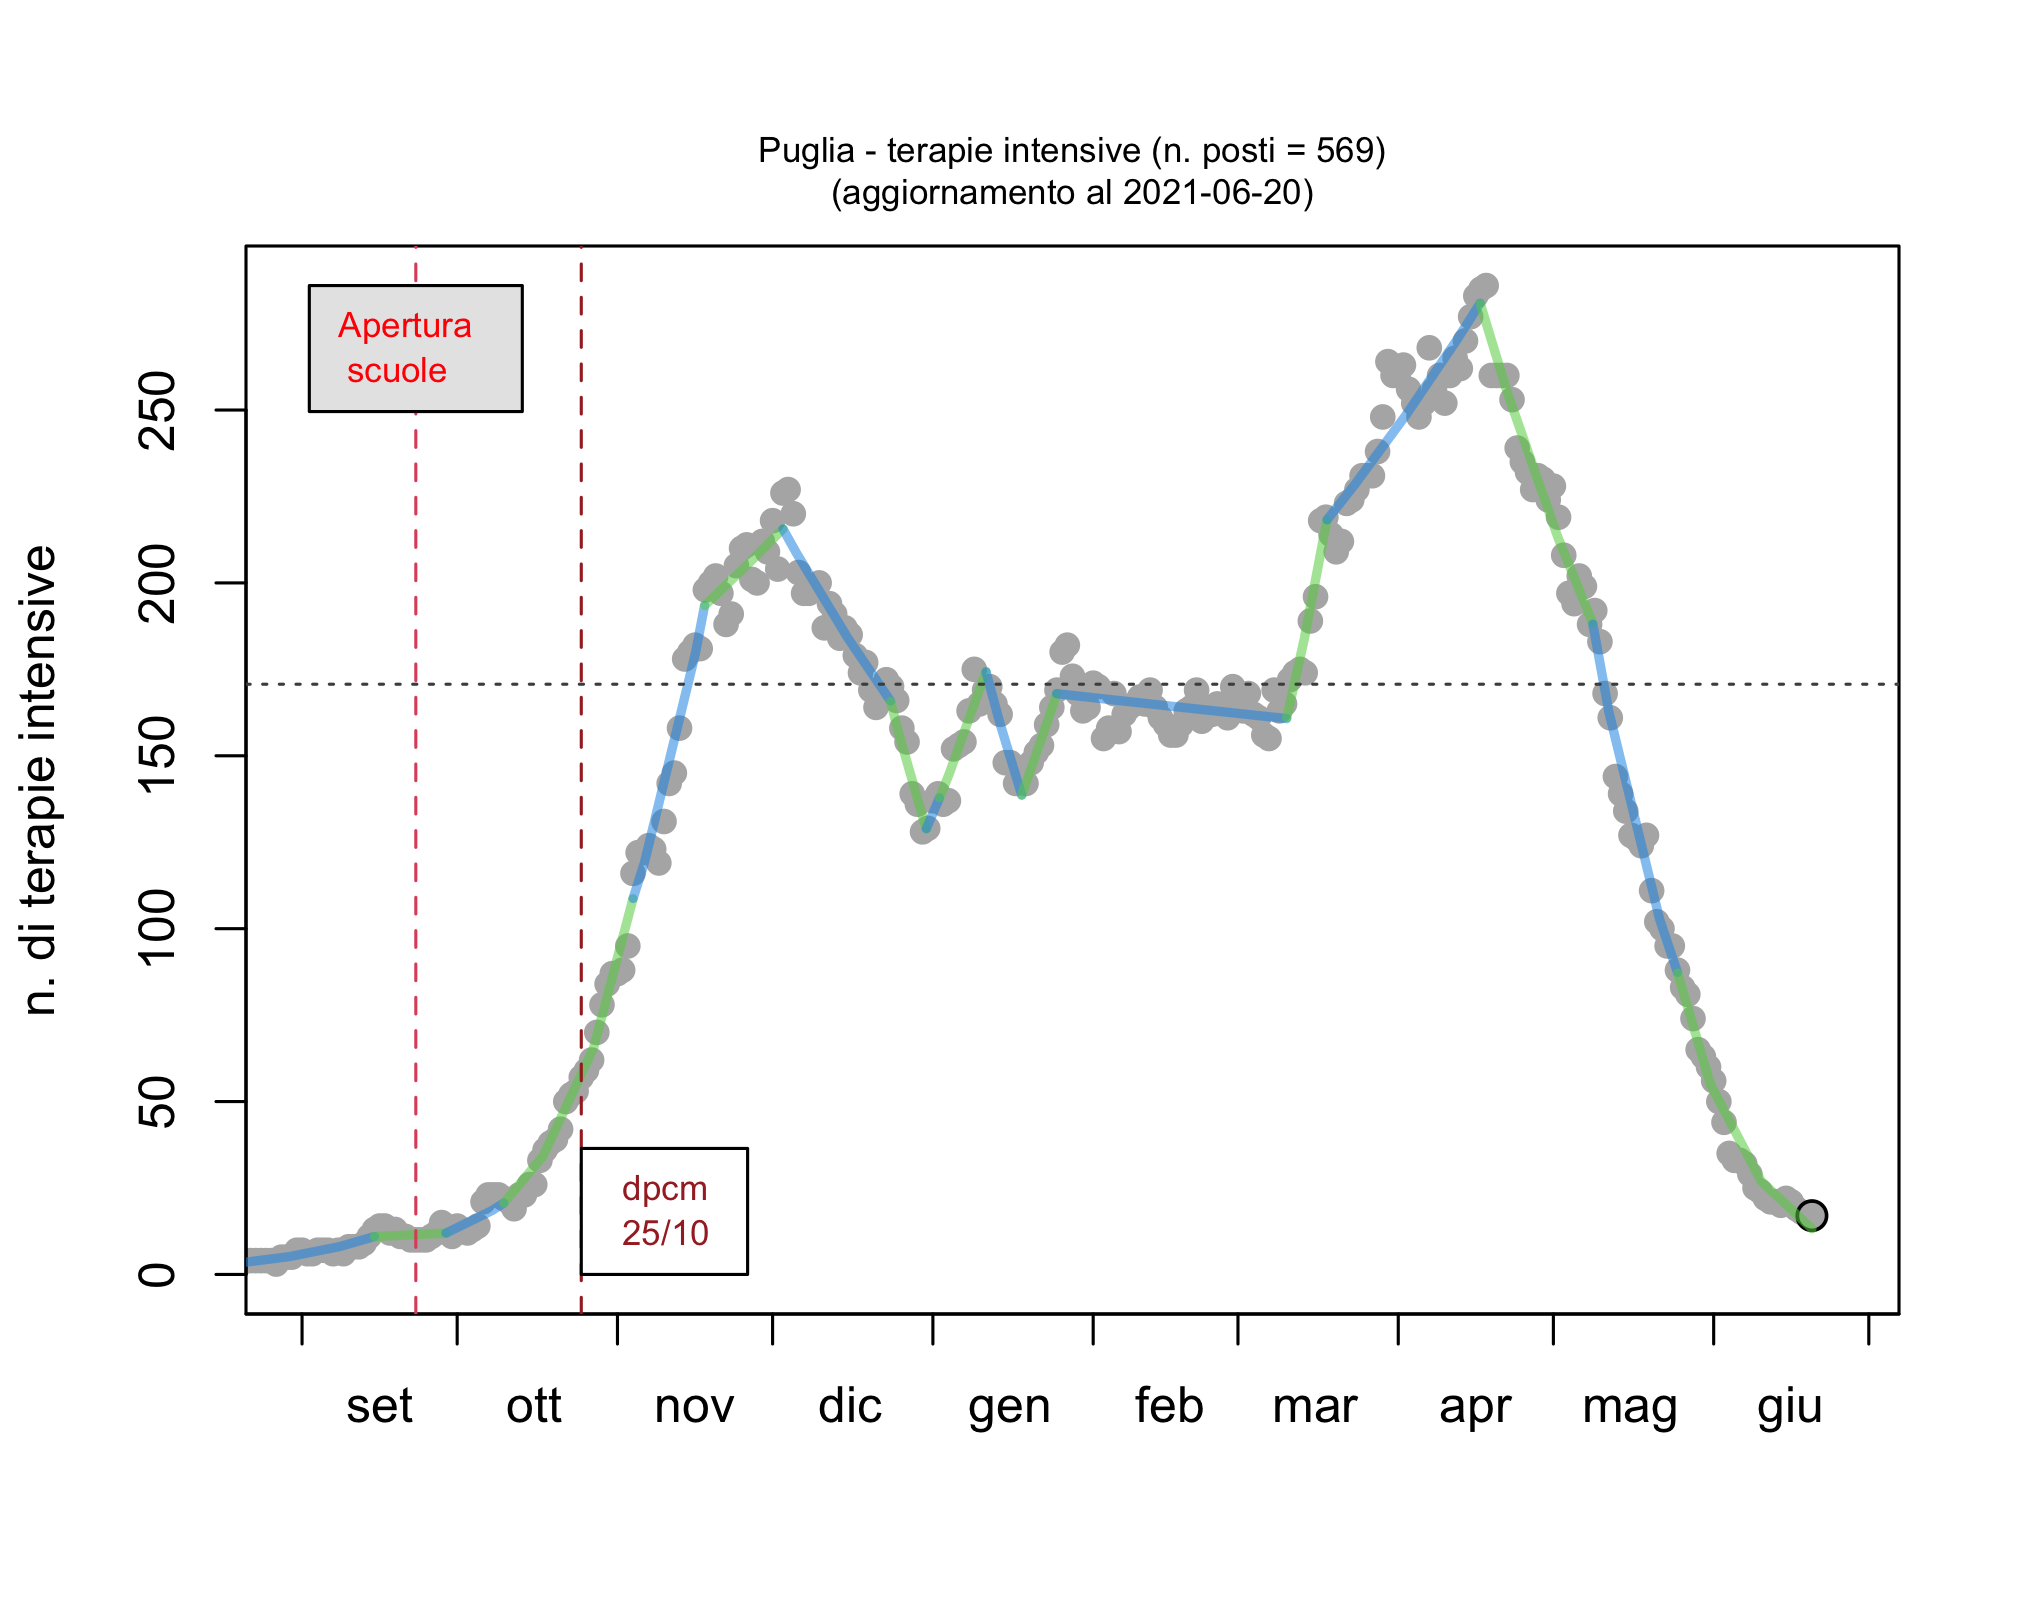 Puglia - terapie intensive (n. posti = 569)
(aggiornamento al 2021-06-20)
n. di terapie intensive
250
200
150
100
50
0
Apertura
scuole
dpcm
25/10
set ott nov dic gen feb mar apr mag giu